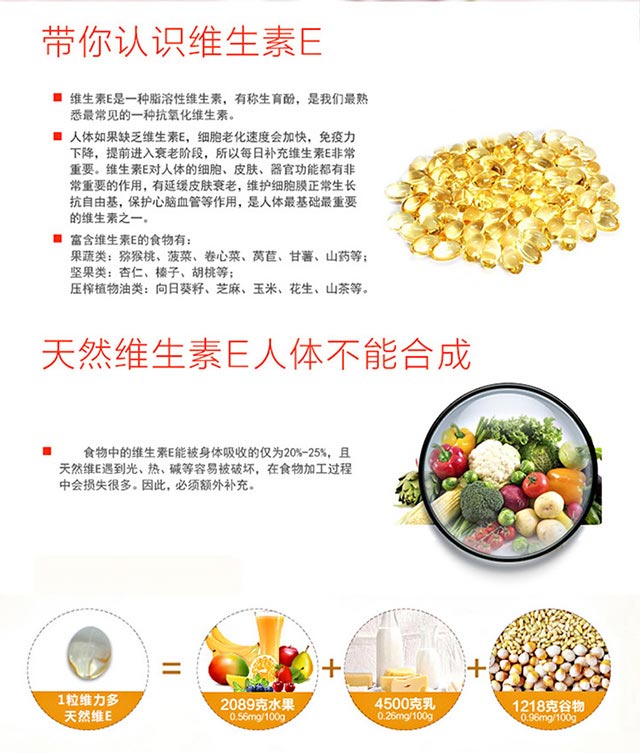 带你认识维生素E
维生素E是一种脂溶性维生素，有称生育酚，是我们最熟
悉最常见的一种抗氧化维生素。
人体如果缺乏维生素E，细胞老化速度会加快，免疫力
下降，提前进入衰老阶段，所以每日补充维生素E非常
重要。维生素E对人体的细胞、皮肤、器官功能都有非
常重要的作用，有延缓皮肤衰老，维护细胞膜正常生长
抗自由基，保护心脑血管等作用，是人体最基础最重要
的维生素之一。
富含维生素E的食物有：
果蔬类：猕猴桃、菠菜、卷心菜、莴苣、甘薯、山药等；
坚果类：杏仁、榛子、胡桃等；
压榨植物油类：向日葵籽、芝麻、玉米、花生、山茶等。
天然维生素E人体不能合成
食物中的维生素E能被身体吸收的仅为20%-25%，且
天然维E遇到光、热、碱等容易被破坏，在食物加工过程
中会损失很多。因此，必须额外补充。
1粒维力多
天然维E
=
2089克水果
0.56mg/100g
+
4500克乳
0.26mg/100g
+
1218克谷物
0.96mg/100g